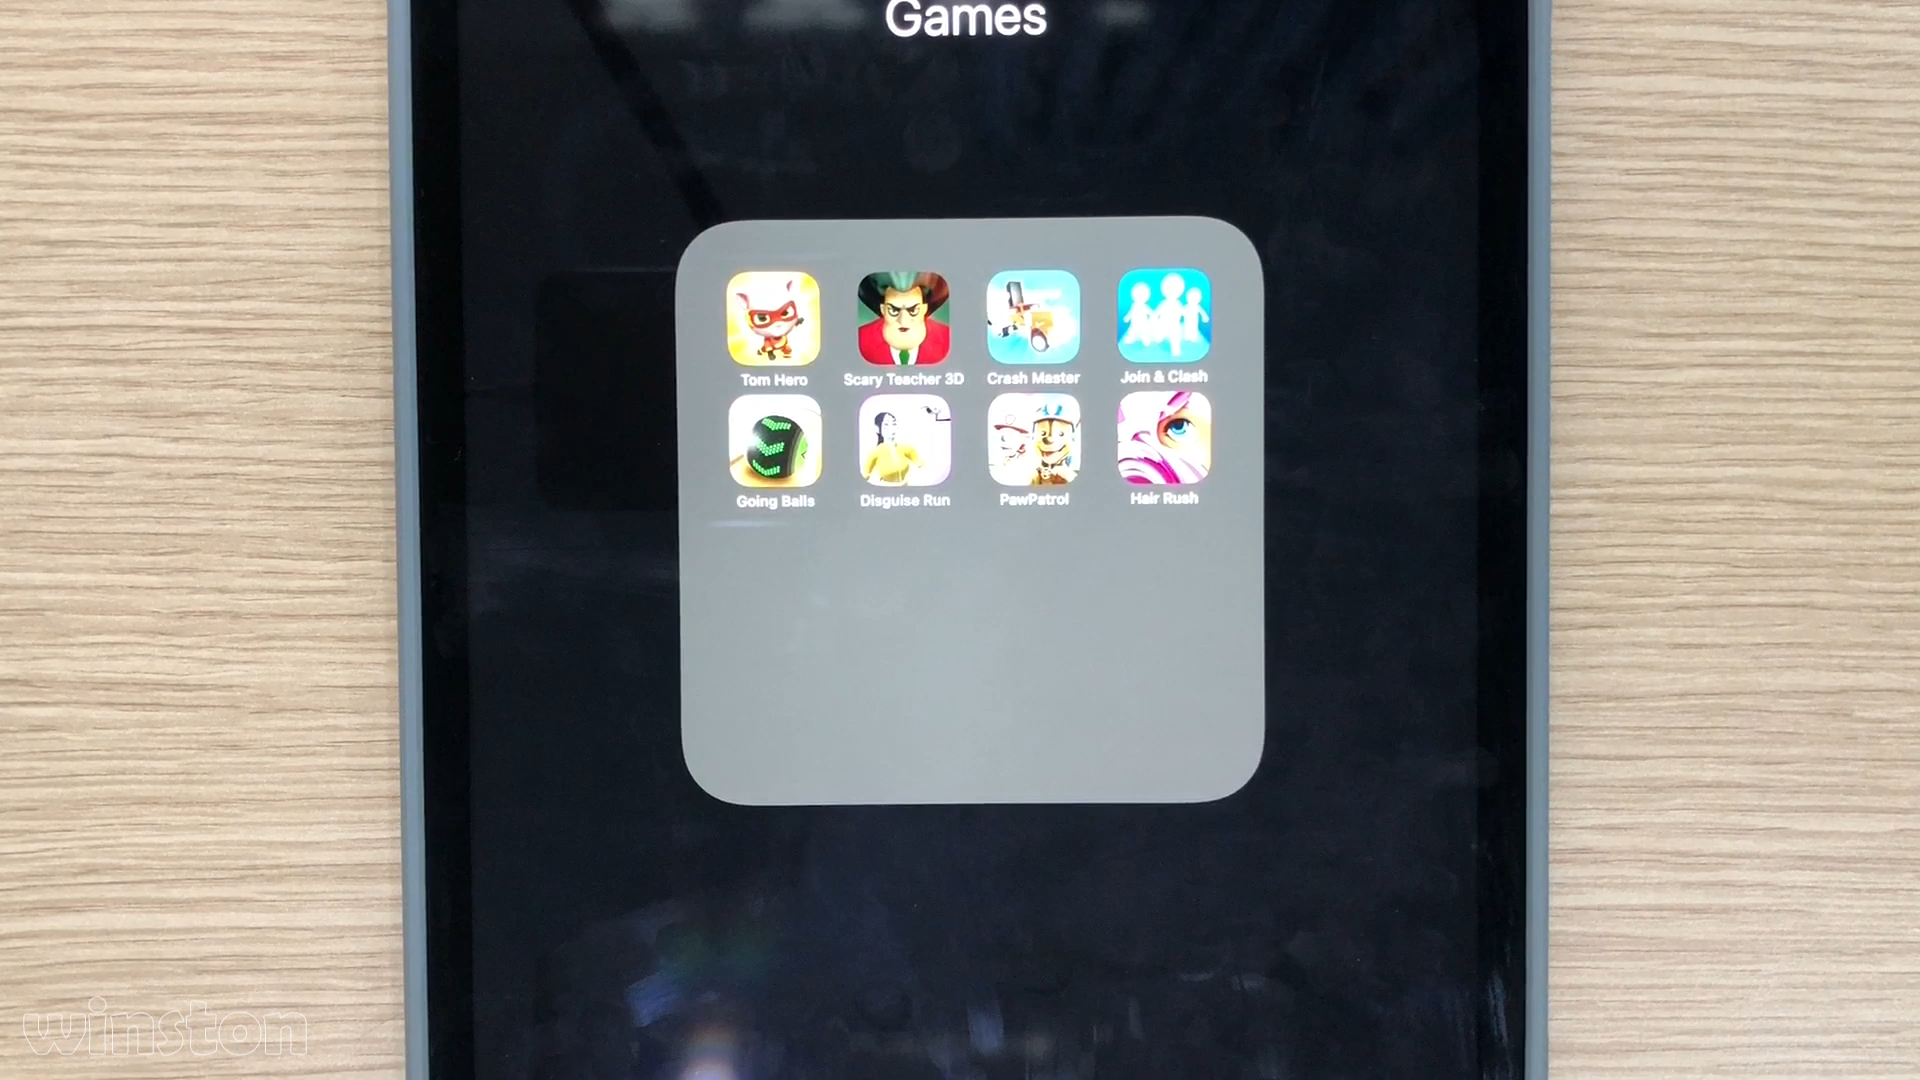 Games
Tom Hero
Scary Teacher 3D
Crash Master
Join & Clash
Going Balls
Disguise Run
PawPatrol
Hair Rush
winston